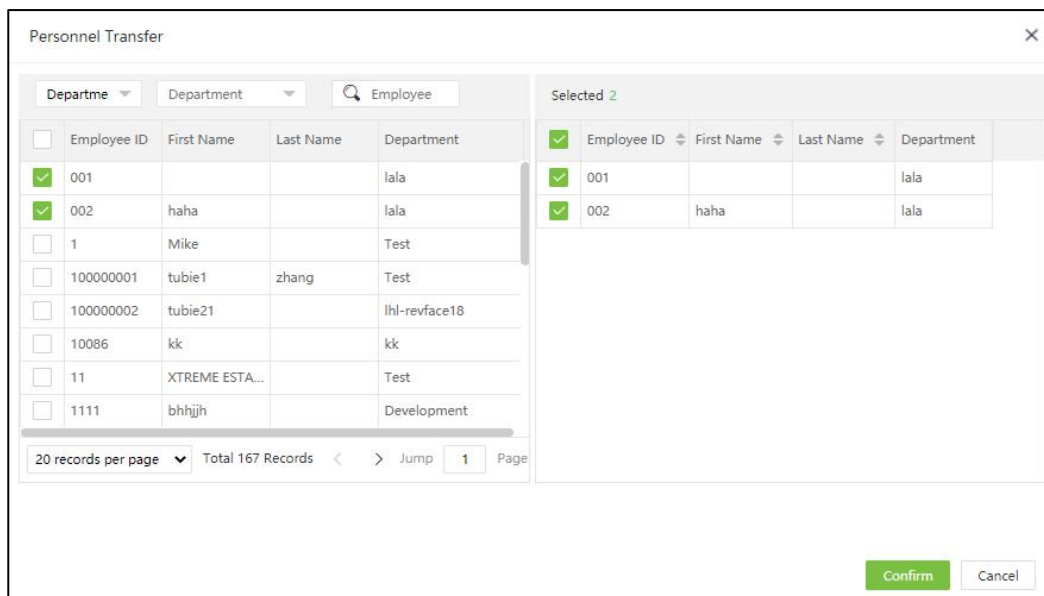 Personnel Transfer
Departme Department Employee
Employee ID First Name Last Name Department
001 lala
002 haha lala
1 Mike Test
100000001 tubie1 zhang Test
100000002 tubie21 lhl-revface18
10086 kk kk
11 XTREME ESTA... Test
1111 bhhjjh Development
20 records per page Total 167 Records < > Jump 1 Page
Selected 2
Employee ID First Name Last Name Department
001 lala
002 haha lala
Confirm Cancel